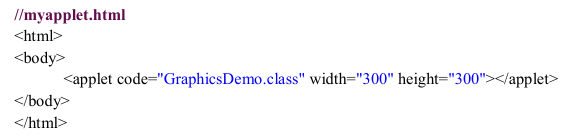 //myapplet.html
<html>
<body>
<applet code="GraphicsDemo.class" width="300" height="300"></applet>
</body>
</html>